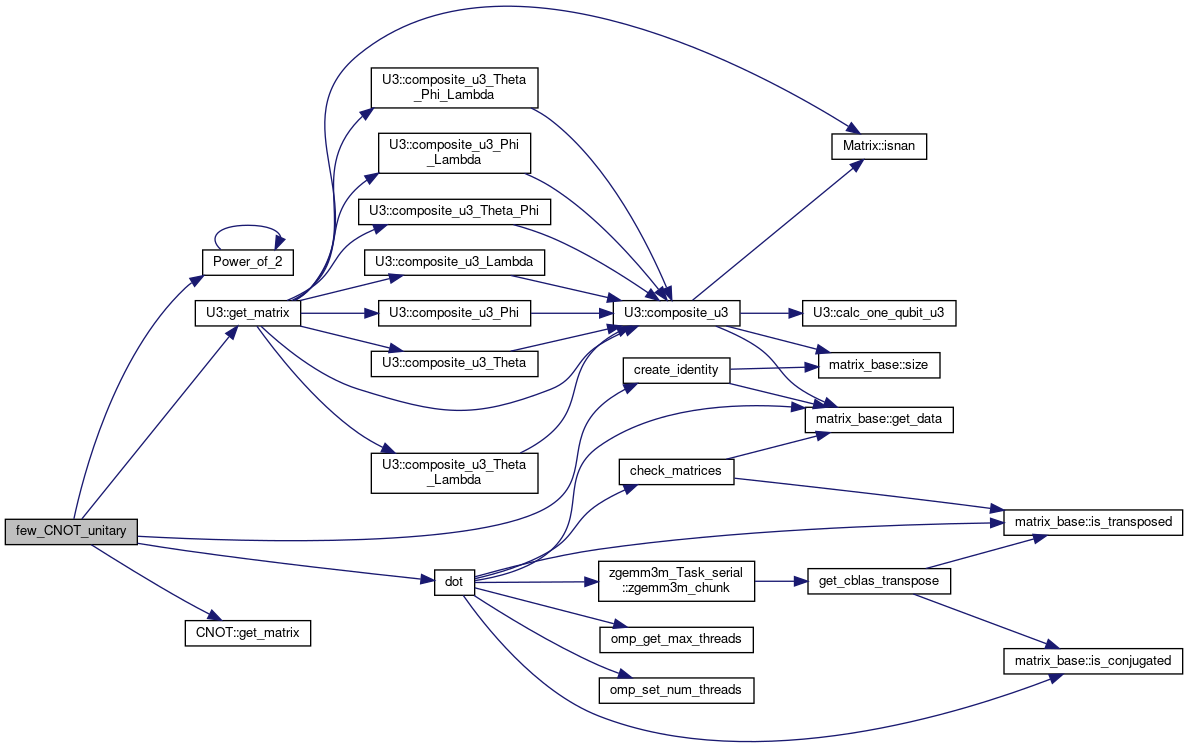 U3::composite_u3_Theta
_Phi_Lambda
U3::composite_u3_Phi
_Lambda
Matrix::isnan
U3::composite_u3_Theta_Phi
Power_of_2
U3::composite_u3_Lambda
U3::get_matrix
U3::composite_u3_Phi
U3::composite_u3
U3::calc_one_qubit_u3
U3::composite_u3_Theta
create_identity
matrix_base::size
matrix_base::get_data
U3::composite_u3_Theta
_Lambda
check_matrices
few_CNOT_unitary
matrix_base::is_transposed
dot
zgemm3m_Task_serial
::zgemm3m_chunk
get_cblas_transpose
CNOT::get_matrix
omp_get_max_threads
matrix_base::is_conjugated
omp_set_num_threads